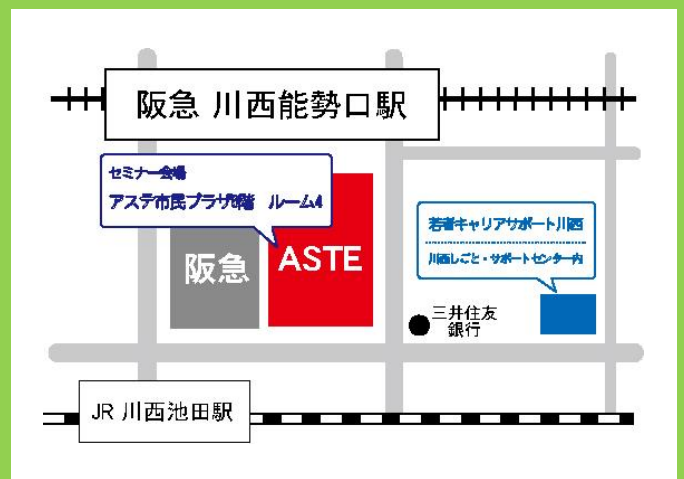 阪急 川西能勢口駅
セミナー会場
アステ市民プラザ6階 ルーム4
阪急
ASTE
若者キャリアサポート川西
川西しごと・サポートセンター内
三井住友
銀行
JR 川西池田駅